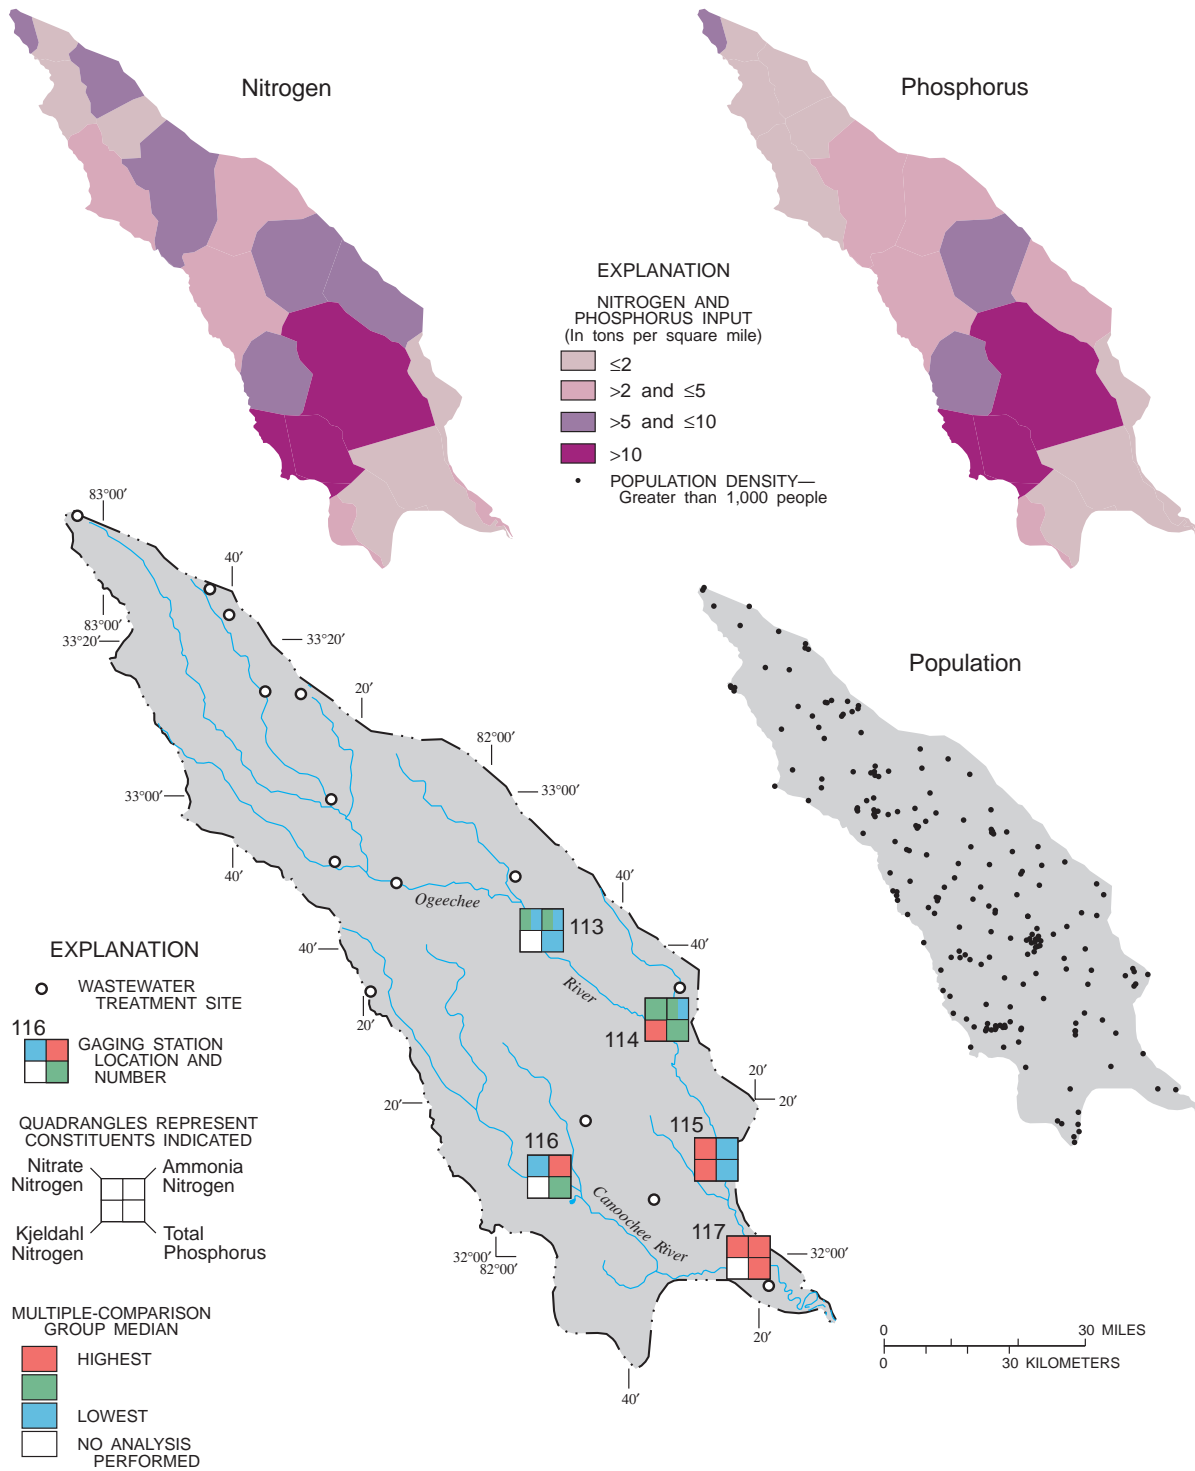 Nitrogen
Phosphorus
EXPLANATION
NITROGEN AND
PHOSPHORUS INPUT
(In tons per square mile)
≤2
>2 and ≤5
>5 and ≤10
>10
POPULATION DENSITY—
Greater than 1,000 people
83°00′
40′
83°00′
33°20′
33°20′
20′
82°00′
33°00′
33°00′
40′
40′
Ogeechee
113
40′
40′
20′
River
114
20′
20′
20′
115
116
Canoochee River
117
32°00′
82°00′
32°00′
20′
40′
Population
EXPLANATION
WASTEWATER
TREATMENT SITE
116
GAGING STATION
LOCATION AND
NUMBER
QUADRANGLES REPRESENT
CONSTITUENTS INDICATED
Nitrate
Nitrogen
Ammonia
Nitrogen
Kjeldahl
Nitrogen
Total
Phosphorus
MULTIPLE-COMPARISON
GROUP MEDIAN
HIGHEST
LOWEST
NO ANALYSIS
PERFORMED
0 30 MILES
0 30 KILOMETERS